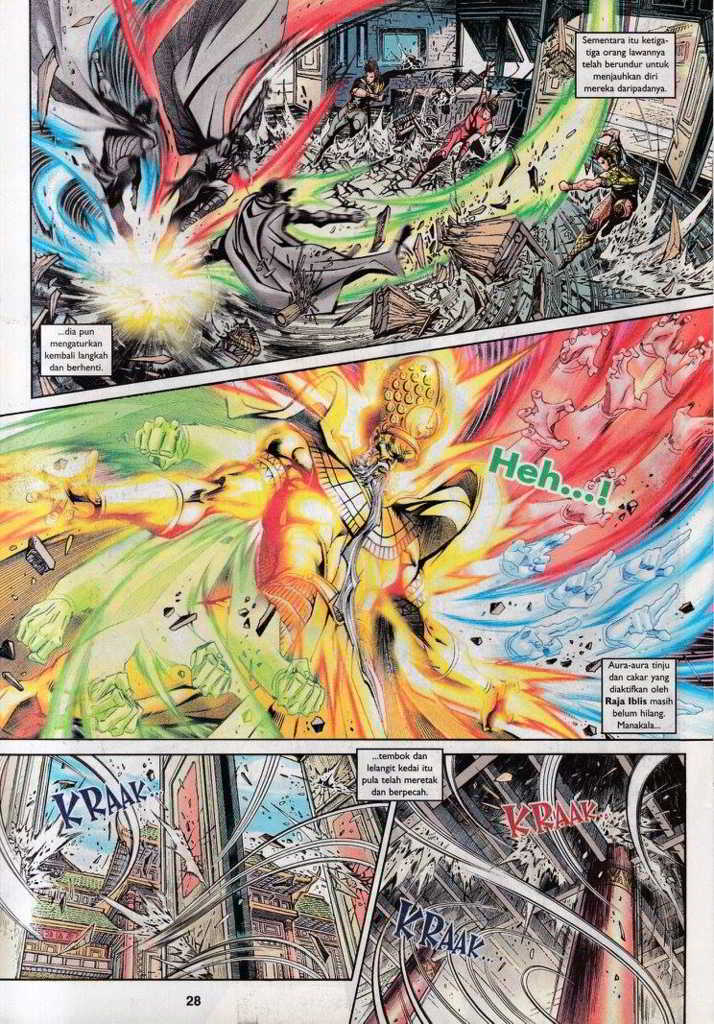 Sementara itu ketiga-
tiga orang lawannya
telah berundur untuk
menjauhkan diri
mereka daripadanya.
...dia pun
mengaturkan
kembali langkah
dan berhenti.
Heh...!
Aura-aura tinju
dan cakar yang
diaktifkan oleh
Raja Iblis masih
belum hilang.
Manakala...
...tembok dan
lelangit kedai itu
pula telah meretak
dan berpecah.
KRAAK...
KRAAK...
KRAAK...
28